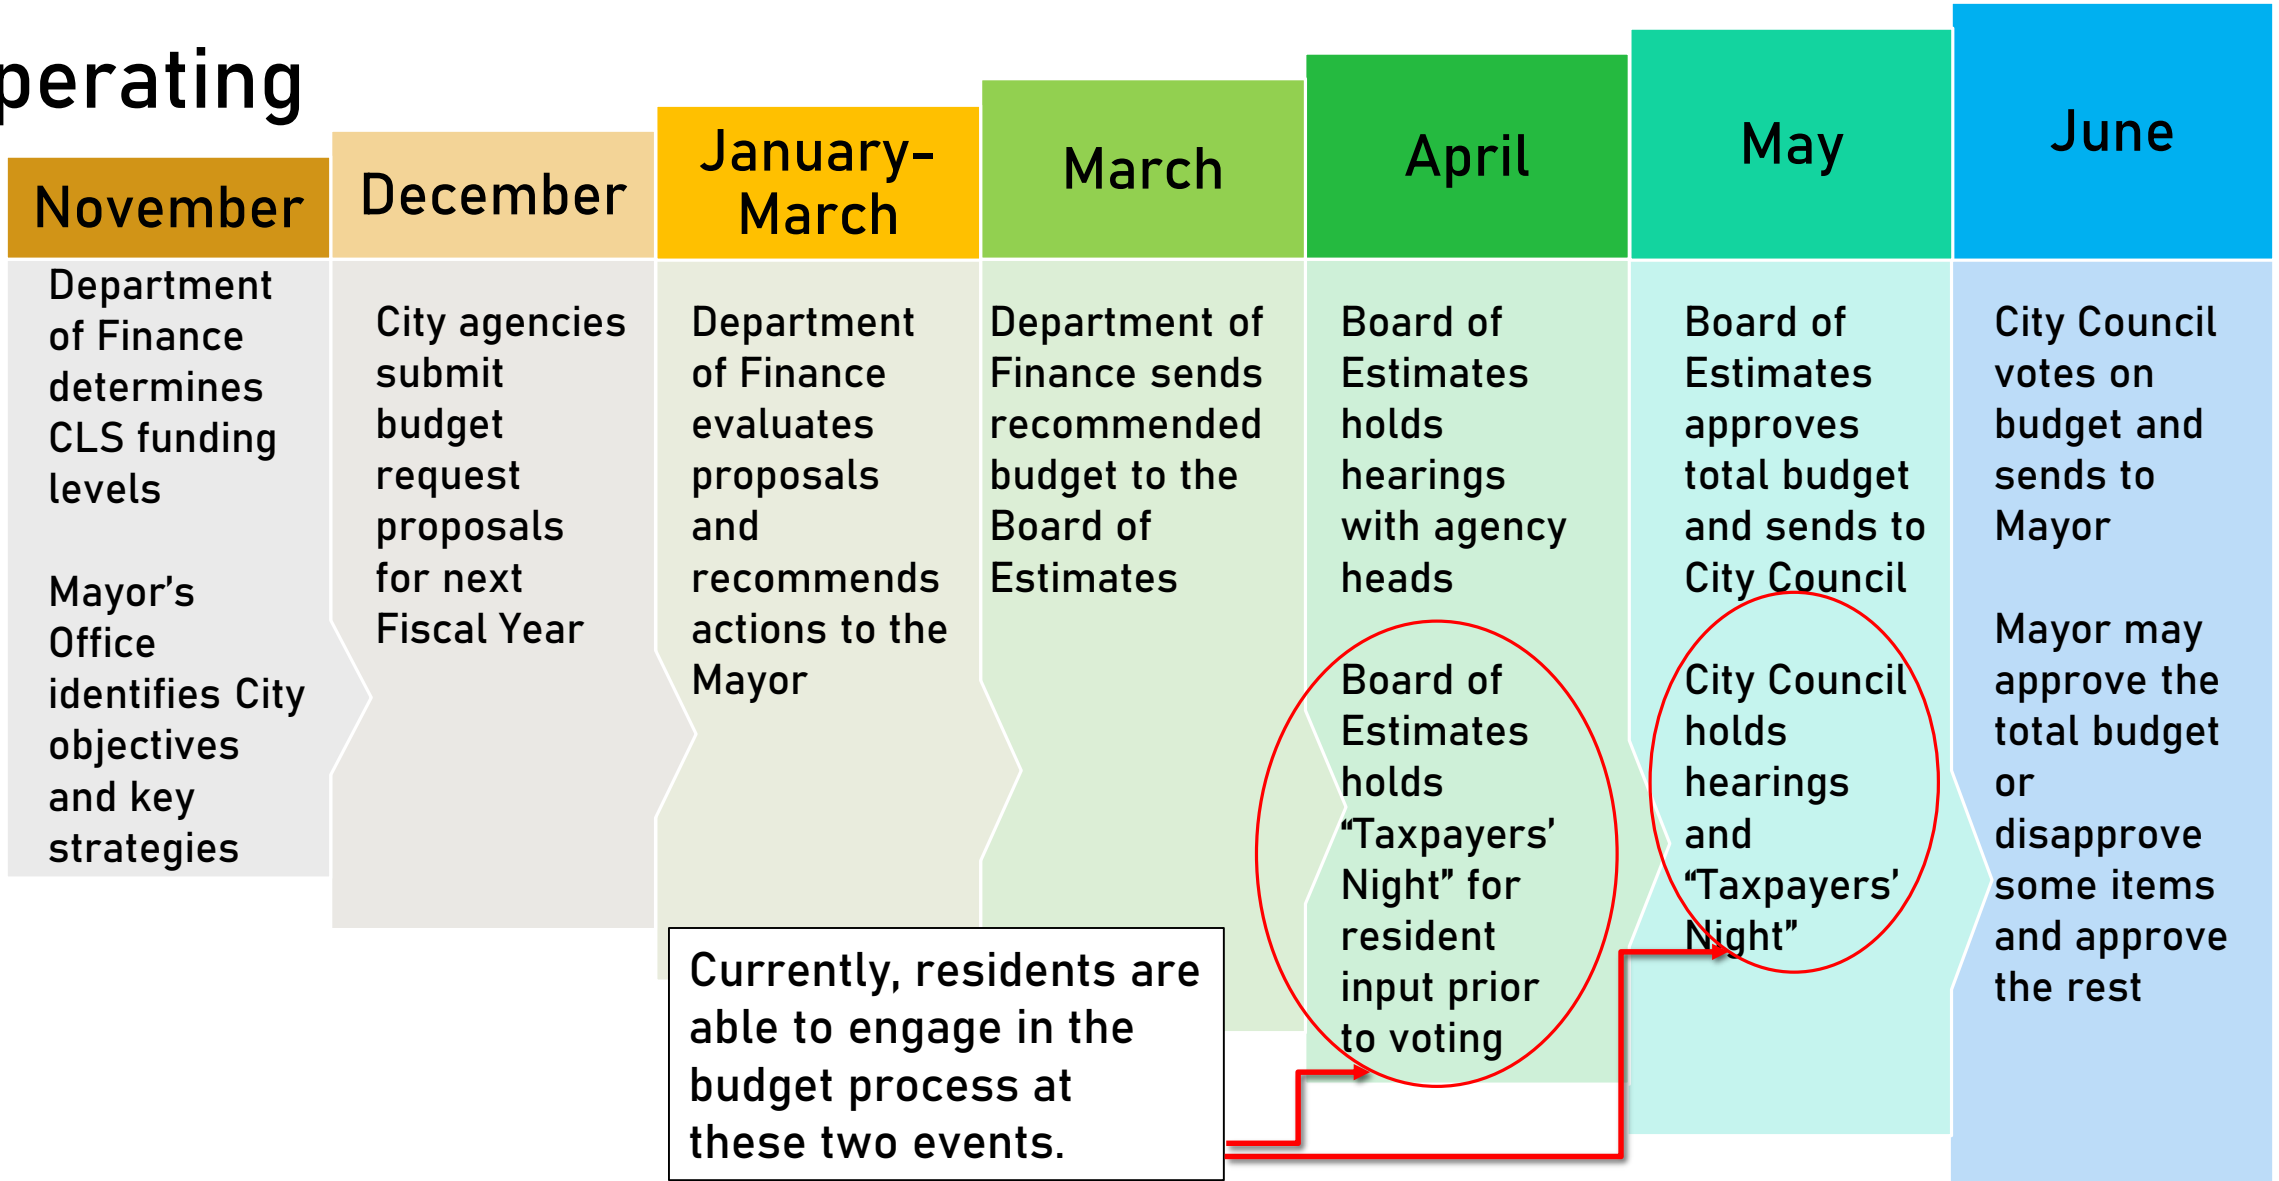 perating
November
Department
of Finance
determines
CLS funding
levels
Mayor’s
Office
identifies City
objectives
and key
strategies
December
City agencies
submit
budget
request
proposals
for next
Fiscal Year
January-
March
Department
of Finance
evaluates
proposals
and
recommends
actions to the
Mayor
March
Department of
Finance sends
recommended
budget to the
Board of
Estimates
April
Board of
Estimates
holds
hearings
with agency
heads
Board of
Estimates
holds
“Taxpayers’
Night” for
resident
input prior
to voting
May
Board of
Estimates
approves
total budget
and sends to
City Council
City Council
holds
hearings
and
“Taxpayers’
Night”
June
City Council
votes on
budget and
sends to
Mayor
Mayor may
approve the
total budget
or
disapprove
some items
and approve
the rest
Currently, residents are
able to engage in the
budget process at
these two events.